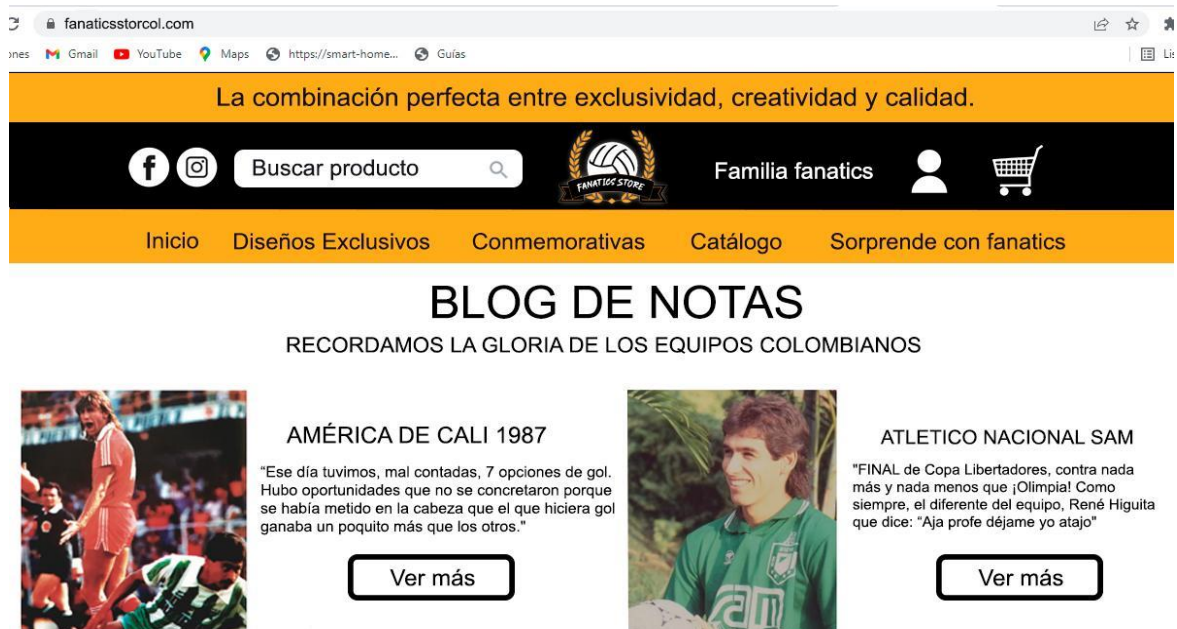 fanaticsstorcol.com
ones Gmail YouTube Maps https://smart-home... Guías Lis
La combinación perfecta entre exclusividad, creatividad y calidad.
Buscar producto FANATICS STORE Familia fanatics
Inicio Diseños Exclusivos Conmemorativas Catálogo Sorprende con fanatics
BLOG DE NOTAS
RECORDAMOS LA GLORIA DE LOS EQUIPOS COLOMBIANOS
AMÉRICA DE CALI 1987
“Ese día tuvimos, mal contadas, 7 opciones de gol.
Hubo oportunidades que no se concretaron porque
se había metido en la cabeza que el que hiciera gol
ganaba un poquito más que los otros."
Ver más
ATLETICO NACIONAL SAM
"FINAL de Copa Libertadores, contra nada
más y nada menos que ¡Olimpia! Como
siempre, el diferente del equipo, René Higuita
que dice: “Aja profe déjame yo atajo"
Ver más
sam